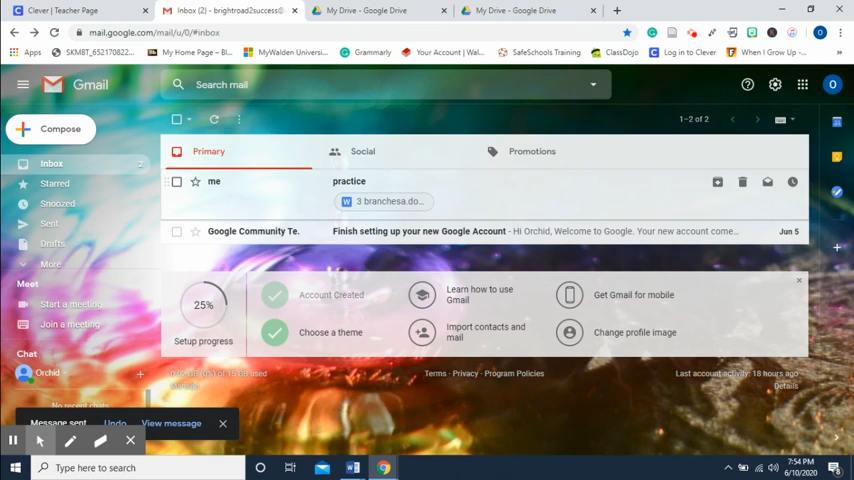 Clever | Teacher Page
Inbox (2) - brightroad2success@
My Drive - Google Drive
My Drive - Google Drive
mail.google.com/mail/u/0/#inbox
O
Apps
SKMBT_652170822...
My Home Page – Bl...
MyWalden Universi...
Grammarly
Your Account | Wal...
SafeSchools Training
ClassDojo
Log in to Clever
When I Grow up -...
Gmail
Search mail
O
Compose
1–2 of 2
Inbox 2
Primary
Social
Promotions
Starred
me
practice
Snoozed
3 branchesa.do...
Sent
Google Community Te.
Finish setting up your new Google Account - Hi Orchid, Welcome to Google. Your new account come...
Jun 5
Drafts
More
Meet
Start a meeting
Join a meeting
25%
Setup progress
Account Created
Learn how to use
Gmail
Get Gmail for mobile
Choose a theme
Import contacts and
mail
Change profile image
Chat
Orchid
15 GB used
Manage
Terms · Privacy · Program Policies
Last account activity: 18 hours ago
Details
No recent chats
Message sent
Undo
View message
Type here to search
7:54 PM
6/10/2020
8